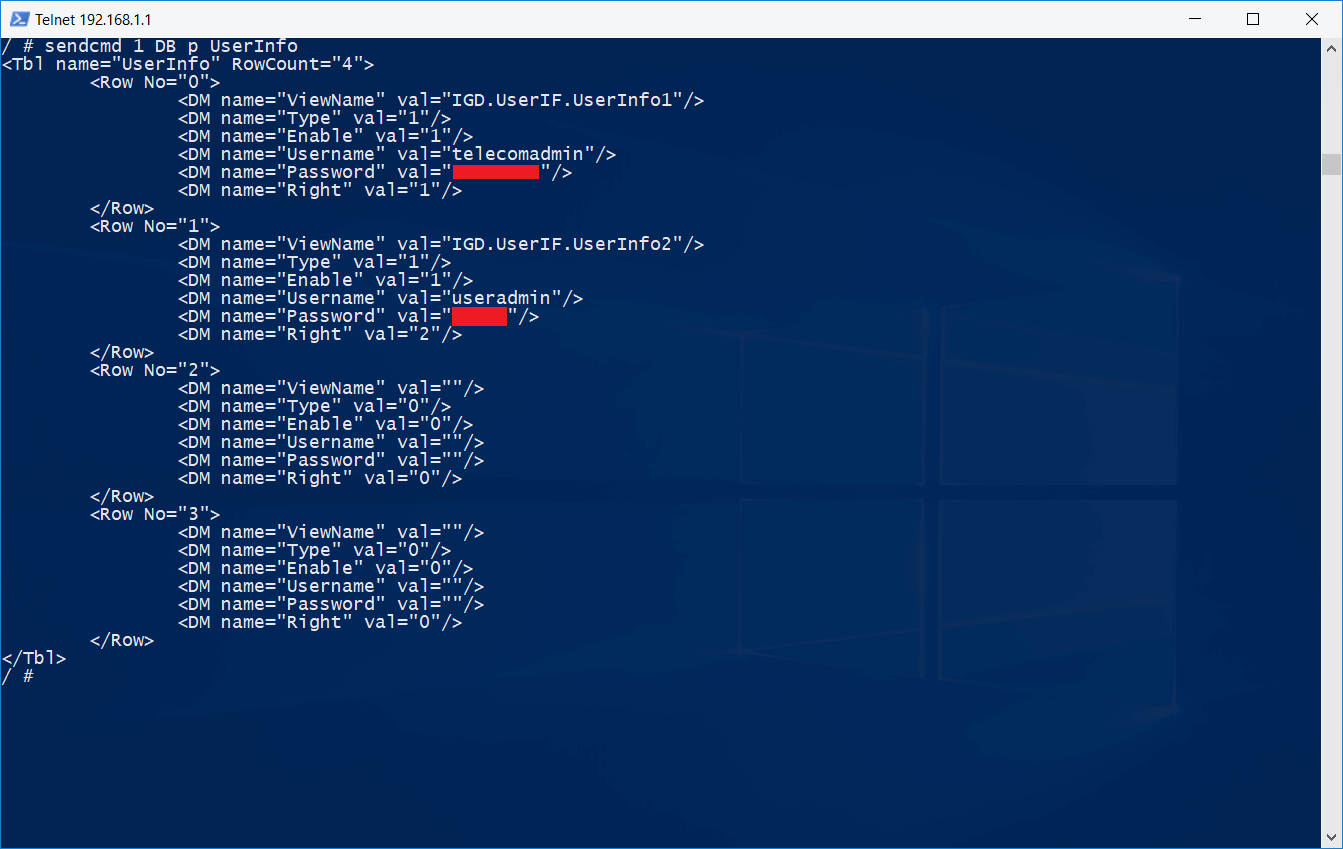 Telnet 192.168.1.1
/ # sendcmd 1 DB p UserInfo
<Tbl name="UserInfo" RowCount="4">
<Row No="0">
<DM name="ViewName" val="IGD.UserIF.UserInfo1"/>
<DM name="Type" val="1"/>
<DM name="Enable" val="1"/>
<DM name="Username" val="telecomadmin"/>
<DM name="Password" val=" "/>
<DM name="Right" val="1"/>
</Row>
<Row No="1">
<DM name="ViewName" val="IGD.UserIF.UserInfo2"/>
<DM name="Type" val="1"/>
<DM name="Enable" val="1"/>
<DM name="Username" val="useradmin"/>
<DM name="Password" val=" "/>
<DM name="Right" val="2"/>
</Row>
<Row No="2">
<DM name="ViewName" val=""/>
<DM name="Type" val="0"/>
<DM name="Enable" val="0"/>
<DM name="Username" val=""/>
<DM name="Password" val=""/>
<DM name="Right" val="0"/>
</Row>
<Row No="3">
<DM name="ViewName" val=""/>
<DM name="Type" val="0"/>
<DM name="Enable" val="0"/>
<DM name="Username" val=""/>
<DM name="Password" val=""/>
<DM name="Right" val="0"/>
</Row>
</Tbl>
/ #